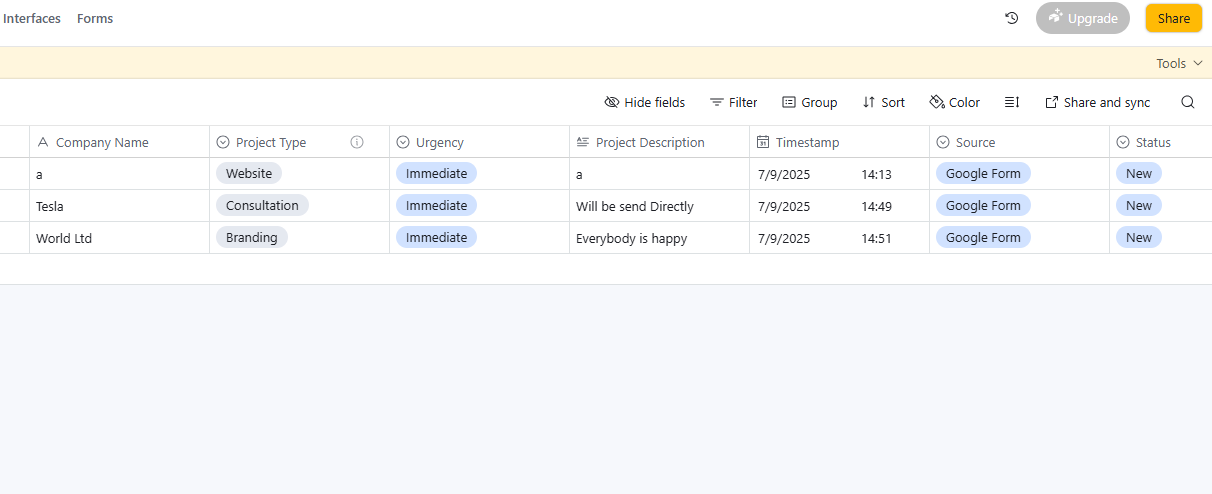 Interfaces Forms Upgrade Share
Tools
Hide fields Filter Group Sort Color Share and sync
Company Name Project Type Urgency Project Description Timestamp Source Status
a Website Immediate a 7/9/2025 14:13 Google Form New
Tesla Consultation Immediate Will be send Directly 7/9/2025 14:49 Google Form New
World Ltd Branding Immediate Everybody is happy 7/9/2025 14:51 Google Form New